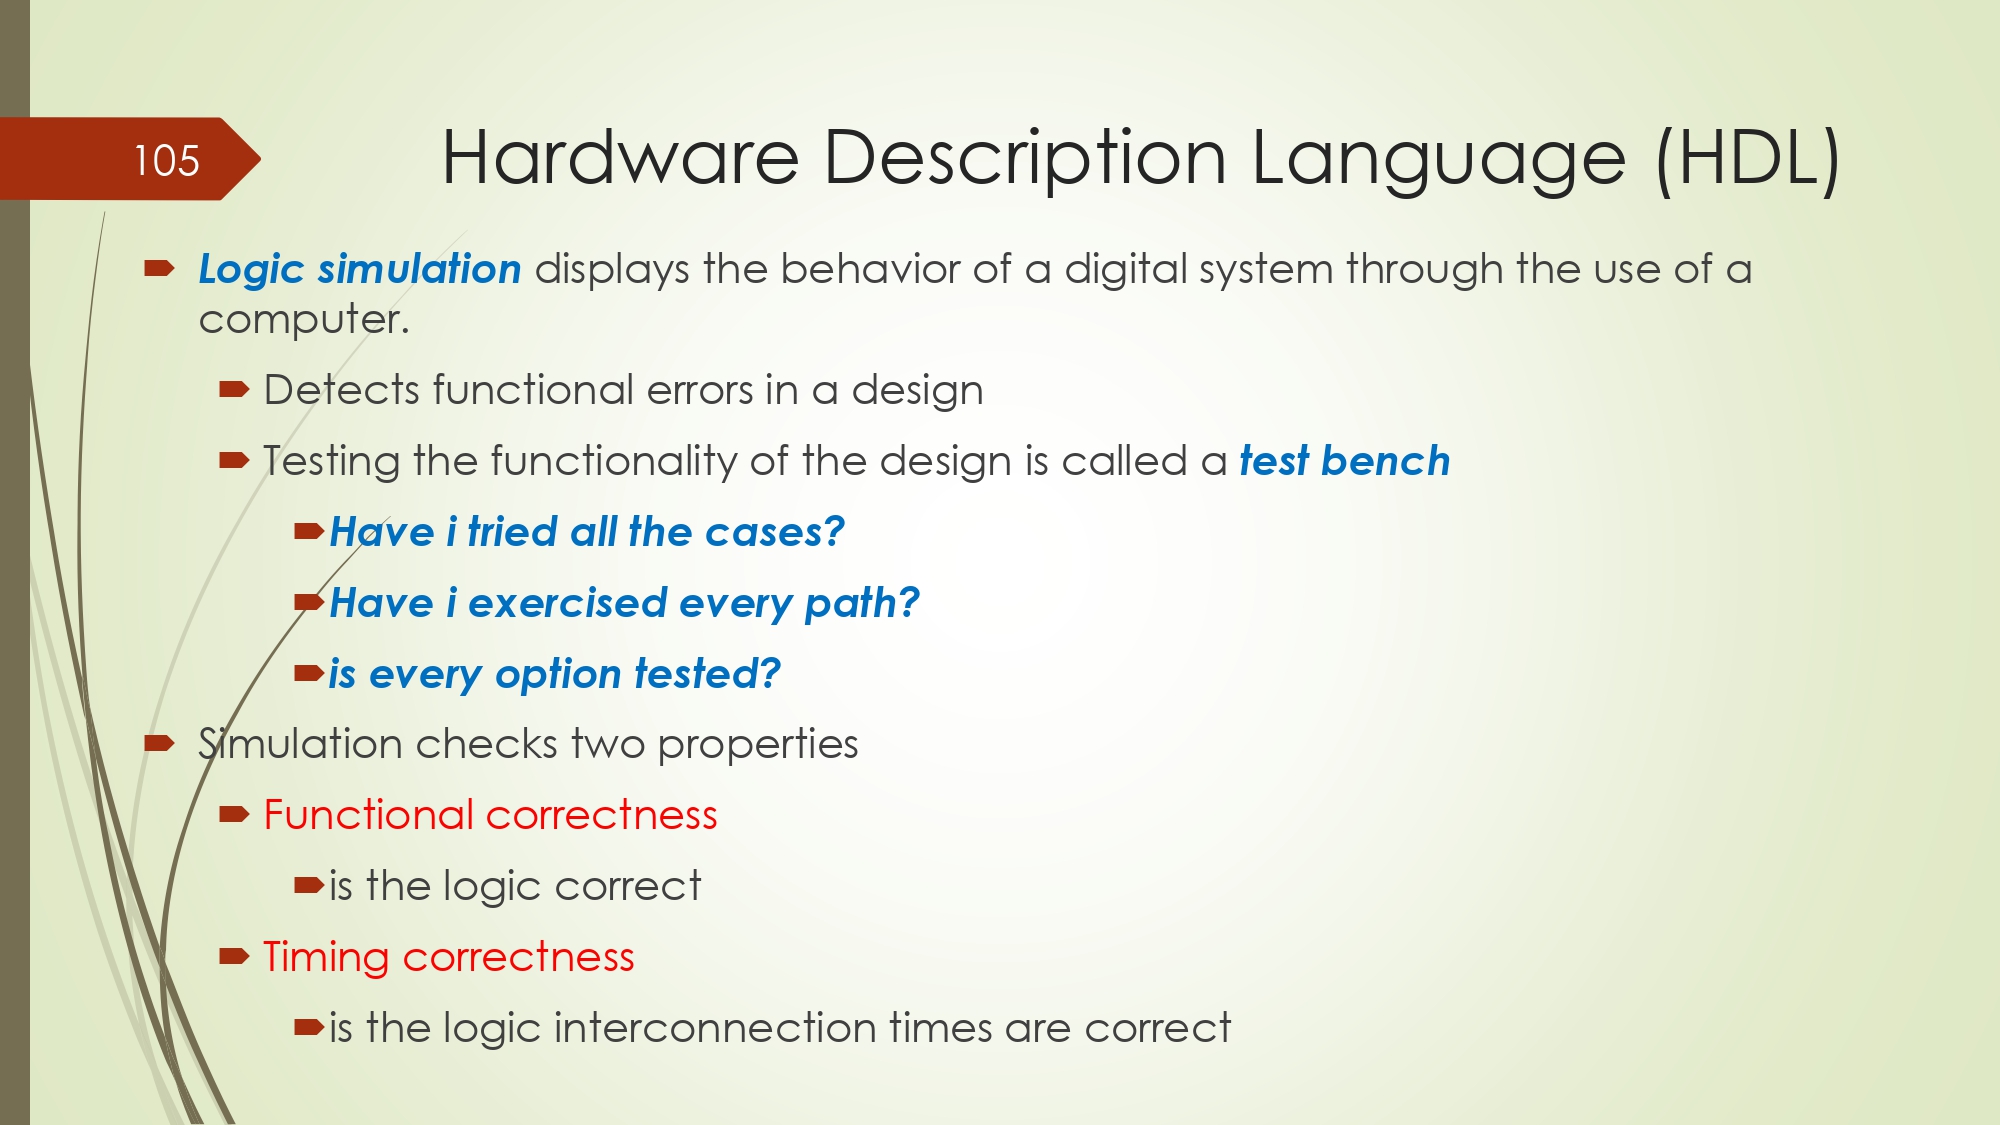 105
Hardware Description Language (HDL)
Logic simulation displays the behavior of a digital system through the use of a
computer.
Detects functional errors in a design
Testing the functionality of the design is called a test bench
Have i tried all the cases?
Have i exercised every path?
is every option tested?
Simulation checks two properties
Functional correctness
is the logic correct
Timing correctness
is the logic interconnection times are correct